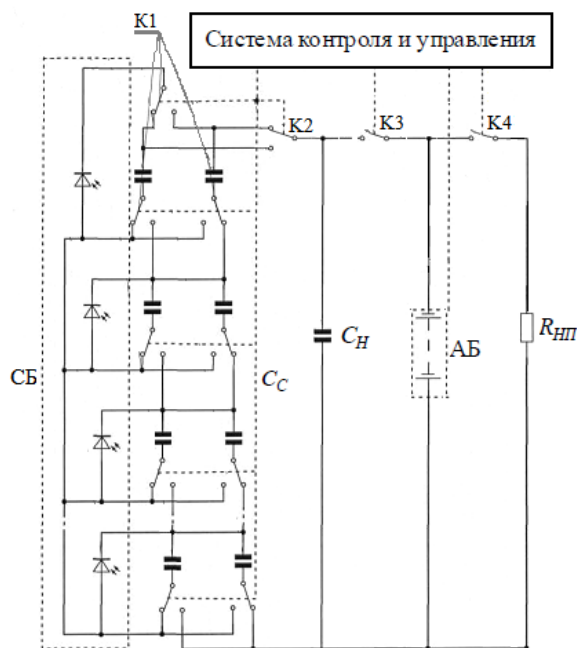 К1
Система контроля и управления
К2
К3
К4
СБ
C_С
C_Н
АБ
R_НП